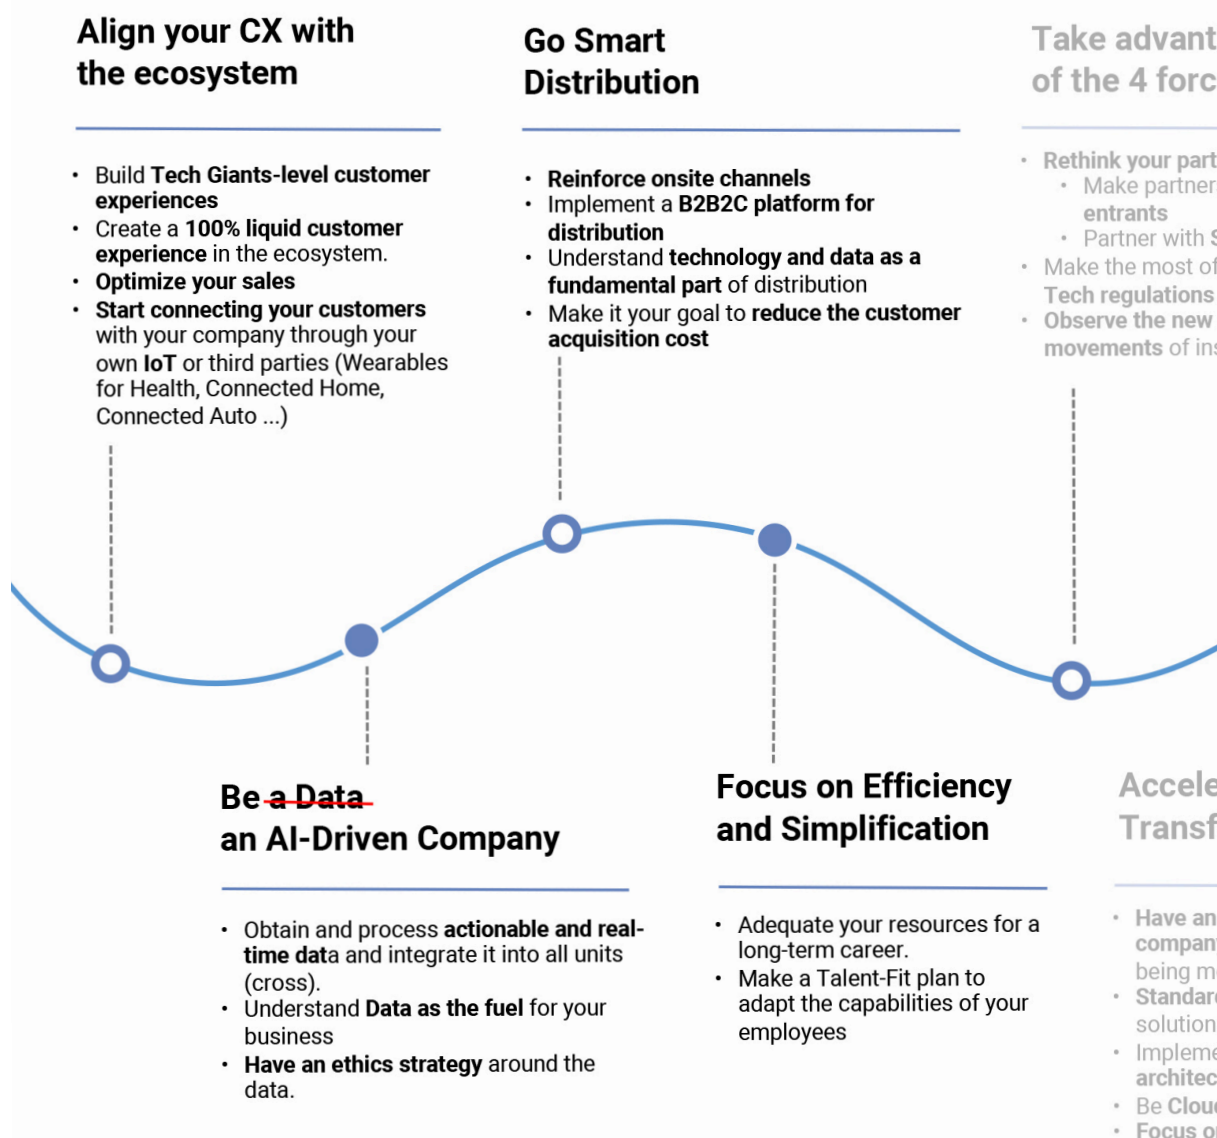 Align your CX with
the ecosystem
• Build Tech Giants-level customer
experiences
• Create a 100% liquid customer
experience in the ecosystem.
• Optimize your sales
• Start connecting your customers
with your company through your
own IoT or third parties (Wearables
for Health, Connected Home,
Connected Auto ...)
Go Smart
Distribution
• Reinforce onsite channels
• Implement a B2B2C platform for
distribution
• Understand technology and data as a
fundamental part of distribution
• Make it your goal to reduce the customer
acquisition cost
Take advant
of the 4 forc
• Rethink your part
• Make partner
entrants
• Partner with S
• Make the most of
Tech regulations
• Observe the new
movements of ins
Be a Data
an AI-Driven Company
• Obtain and process actionable and real-
time data and integrate it into all units
(cross).
• Understand Data as the fuel for your
business
• Have an ethics strategy around the
data.
Focus on Efficiency
and Simplification
• Adequate your resources for a
long-term career.
• Make a Talent-Fit plan to
adapt the capabilities of your
employees
Accele
Transf
• Have an
compan
being m
• Standar
solution
• Impleme
architec
• Be Clou
• Focus o